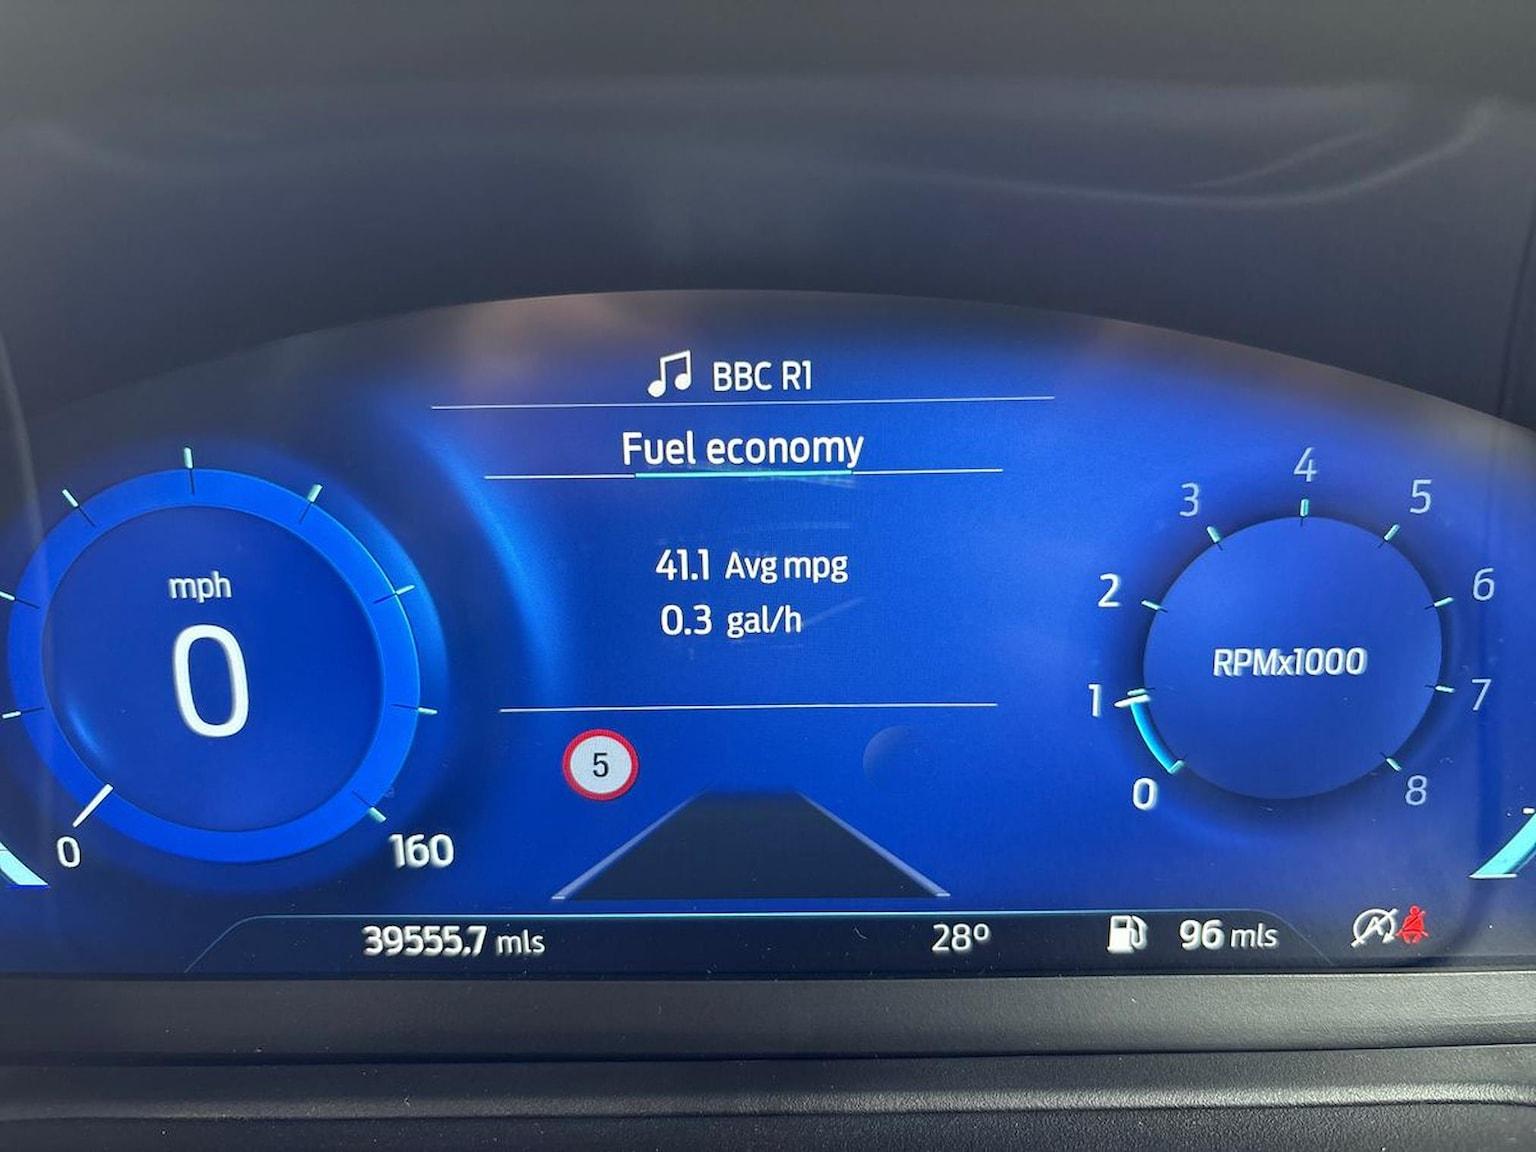 BBC R1
Fuel economy
41.1 Avg mpg
0.3 gal/h
mph
0
0
160
5
0
1
2
3
4
5
6
7
8
RPMx1000
39555.7 mls
28º
96 mls
A